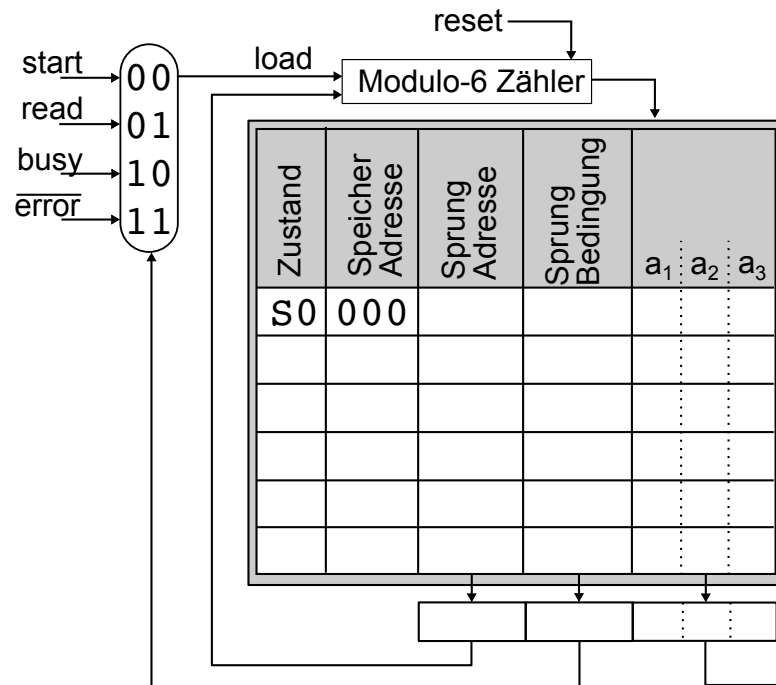 reset
start
00
load
Modulo-6 Zähler
read
01
busy
10
error
11
Zustand
Speicher
Adresse
Sprung
Adresse
Sprung
Bedingung
a1 a2 a3
S0 000